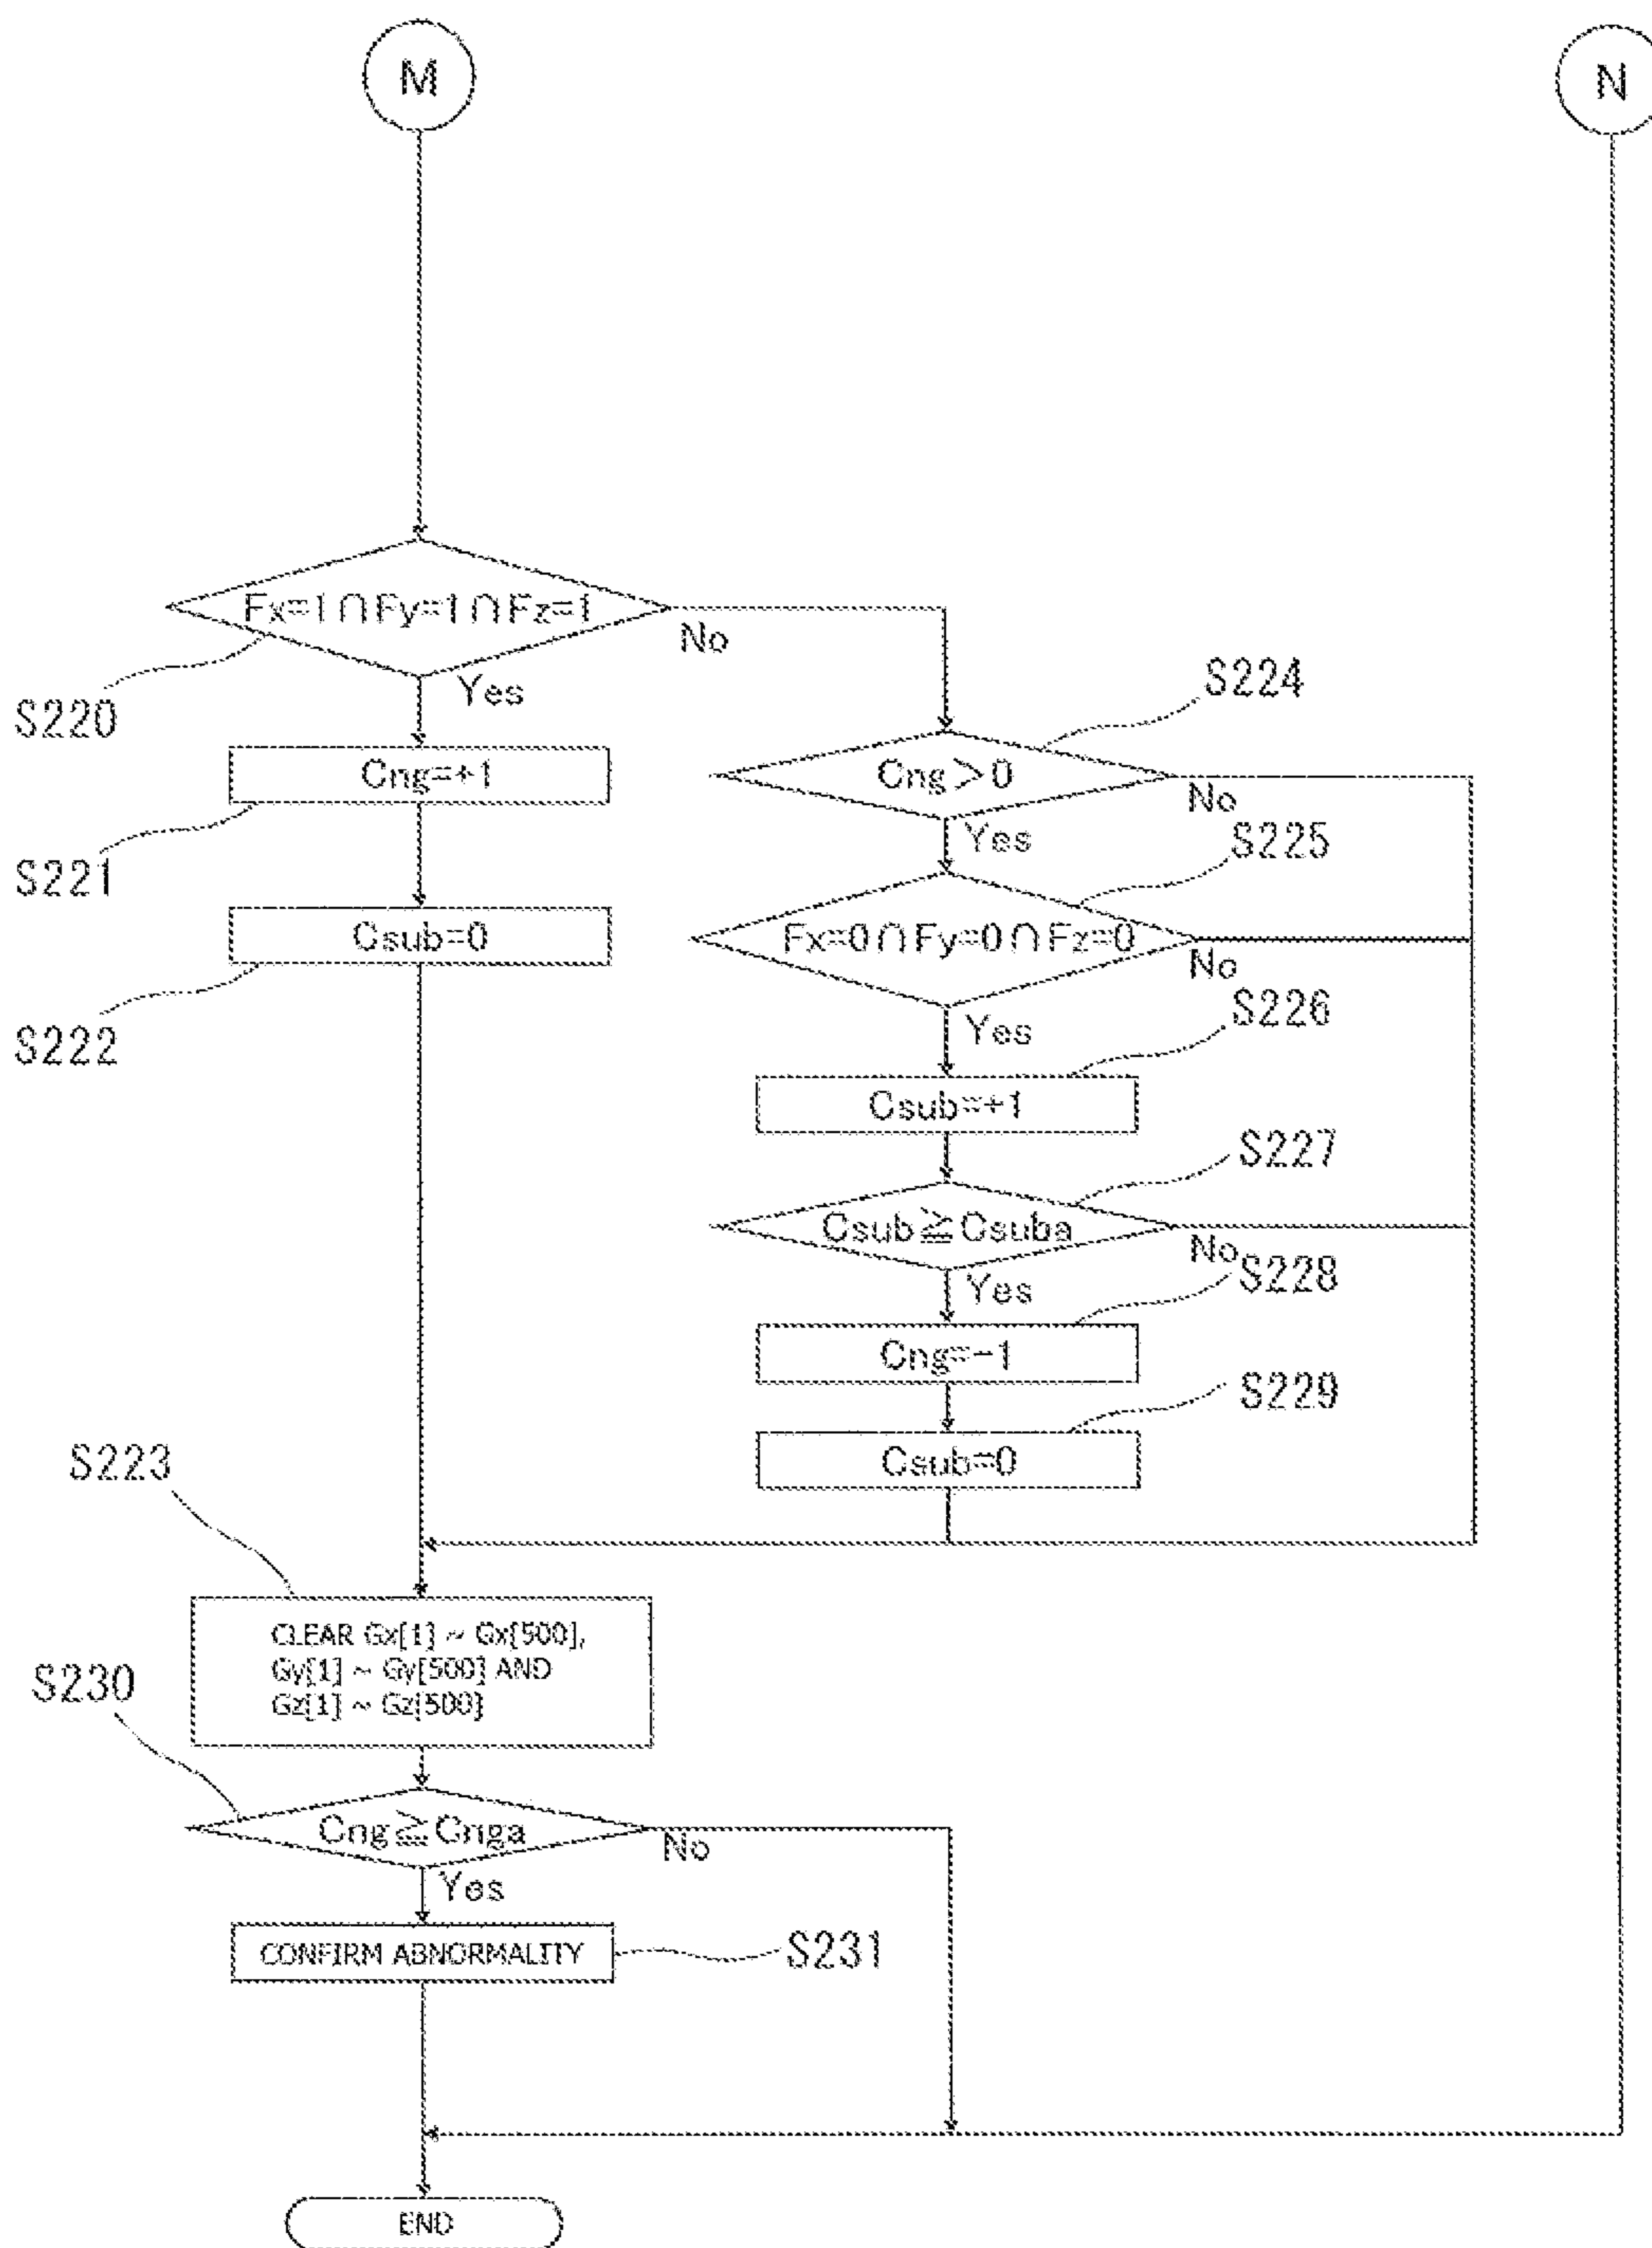 M
N
Fx=1∩Fy=1∩Fz=1
No
S220
Yes
S224
Cng=+1
Cng>0
No
S221
Yes
S225
Csub=0
Fx=0∩Fy=0∩Fz=0
No
S222
Yes
S226
Csub=+1
S227
Csub≧Csuba
No
Yes
S228
Cng=-1
S229
Csub=0
S223
CLEAR Gx[1] ~ Gx[500],
Gy[1] ~ Gy[500] AND
Gz[1] ~ Gz[500]
S230
Cng≧Cnga
No
Yes
CONFIRM ABNORMALITY
S231
END